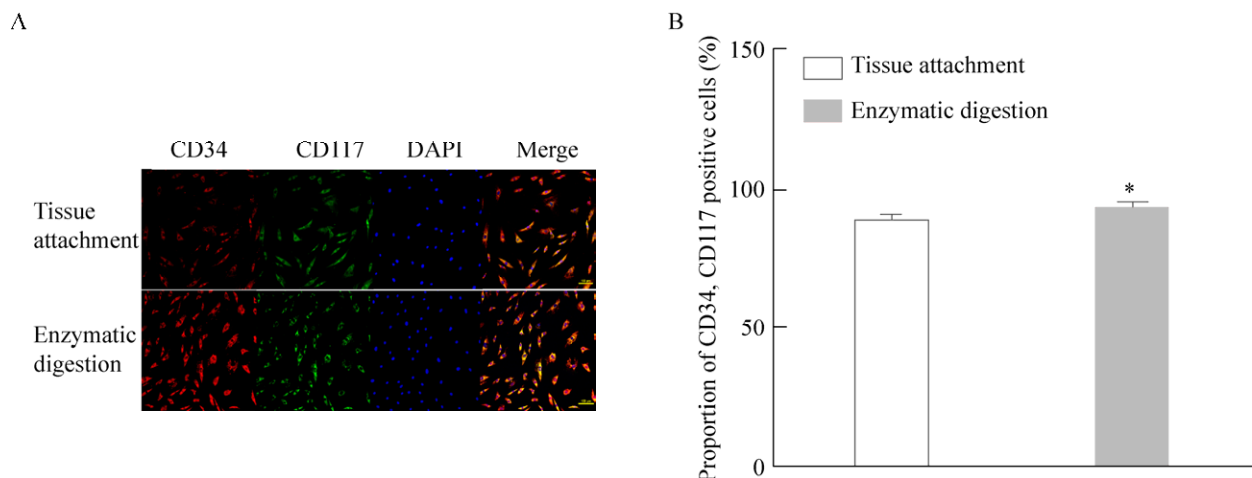 A
CD34 CD117 DAPI Merge
Tissue
attachment
Enzymatic
digestion
B
Proportion of CD34, CD117 positive cells (%)
150
100
50
0
Tissue attachment
Enzymatic digestion
*